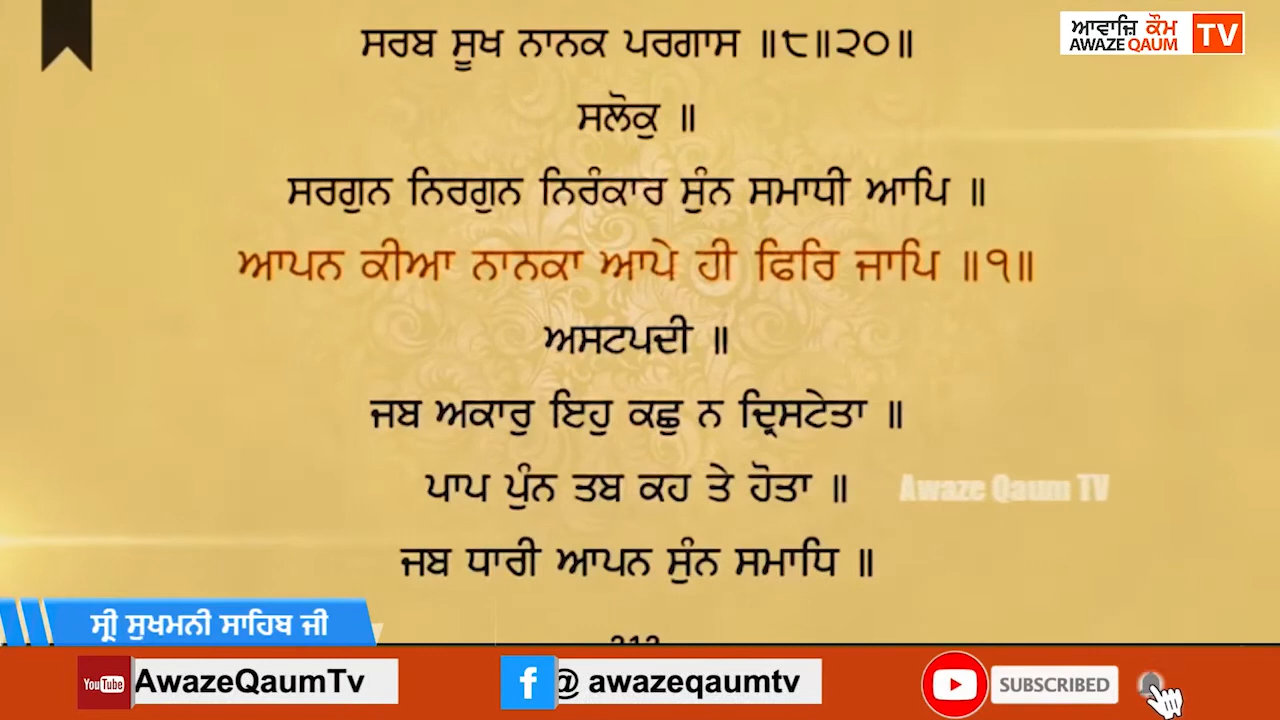 ਆਵਾਜ਼ਿ ਕੌਮ
AWAZE QAUM TV
ਸਰਬ ਸੂਖ ਨਾਨਕ ਪਰਗਾਸ ॥੮॥੨੦॥
ਸਲੋਕੁ ॥
ਸਰਗੁਨ ਨਿਰਗੁਨ ਨਿਰੰਕਾਰ ਸੁੰਨ ਸਮਾਧੀ ਆਪਿ ॥
ਆਪਨ ਕੀਆ ਨਾਨਕਾ ਆਪੇ ਹੀ ਫਿਰਿ ਜਾਪਿ ॥੧॥
ਅਸਟਪਦੀ ॥
ਜਬ ਅਕਾਰੁ ਇਹੁ ਕਛੁ ਨ ਦ੍ਰਿਸਟੇਤਾ ॥
ਪਾਪ ਪੁੰਨ ਤਬ ਕਹ ਤੇ ਹੋਤਾ ॥
Awaze Qaum TV
ਜਬ ਧਾਰੀ ਆਪਨ ਸੁੰਨ ਸਮਾਧਿ ॥
ਸ੍ਰੀ ਸੁਖਮਨੀ ਸਾਹਿਬ ਜੀ
YouTube AwazeQaumTv
f @ awazeqaumtv
SUBSCRIBED